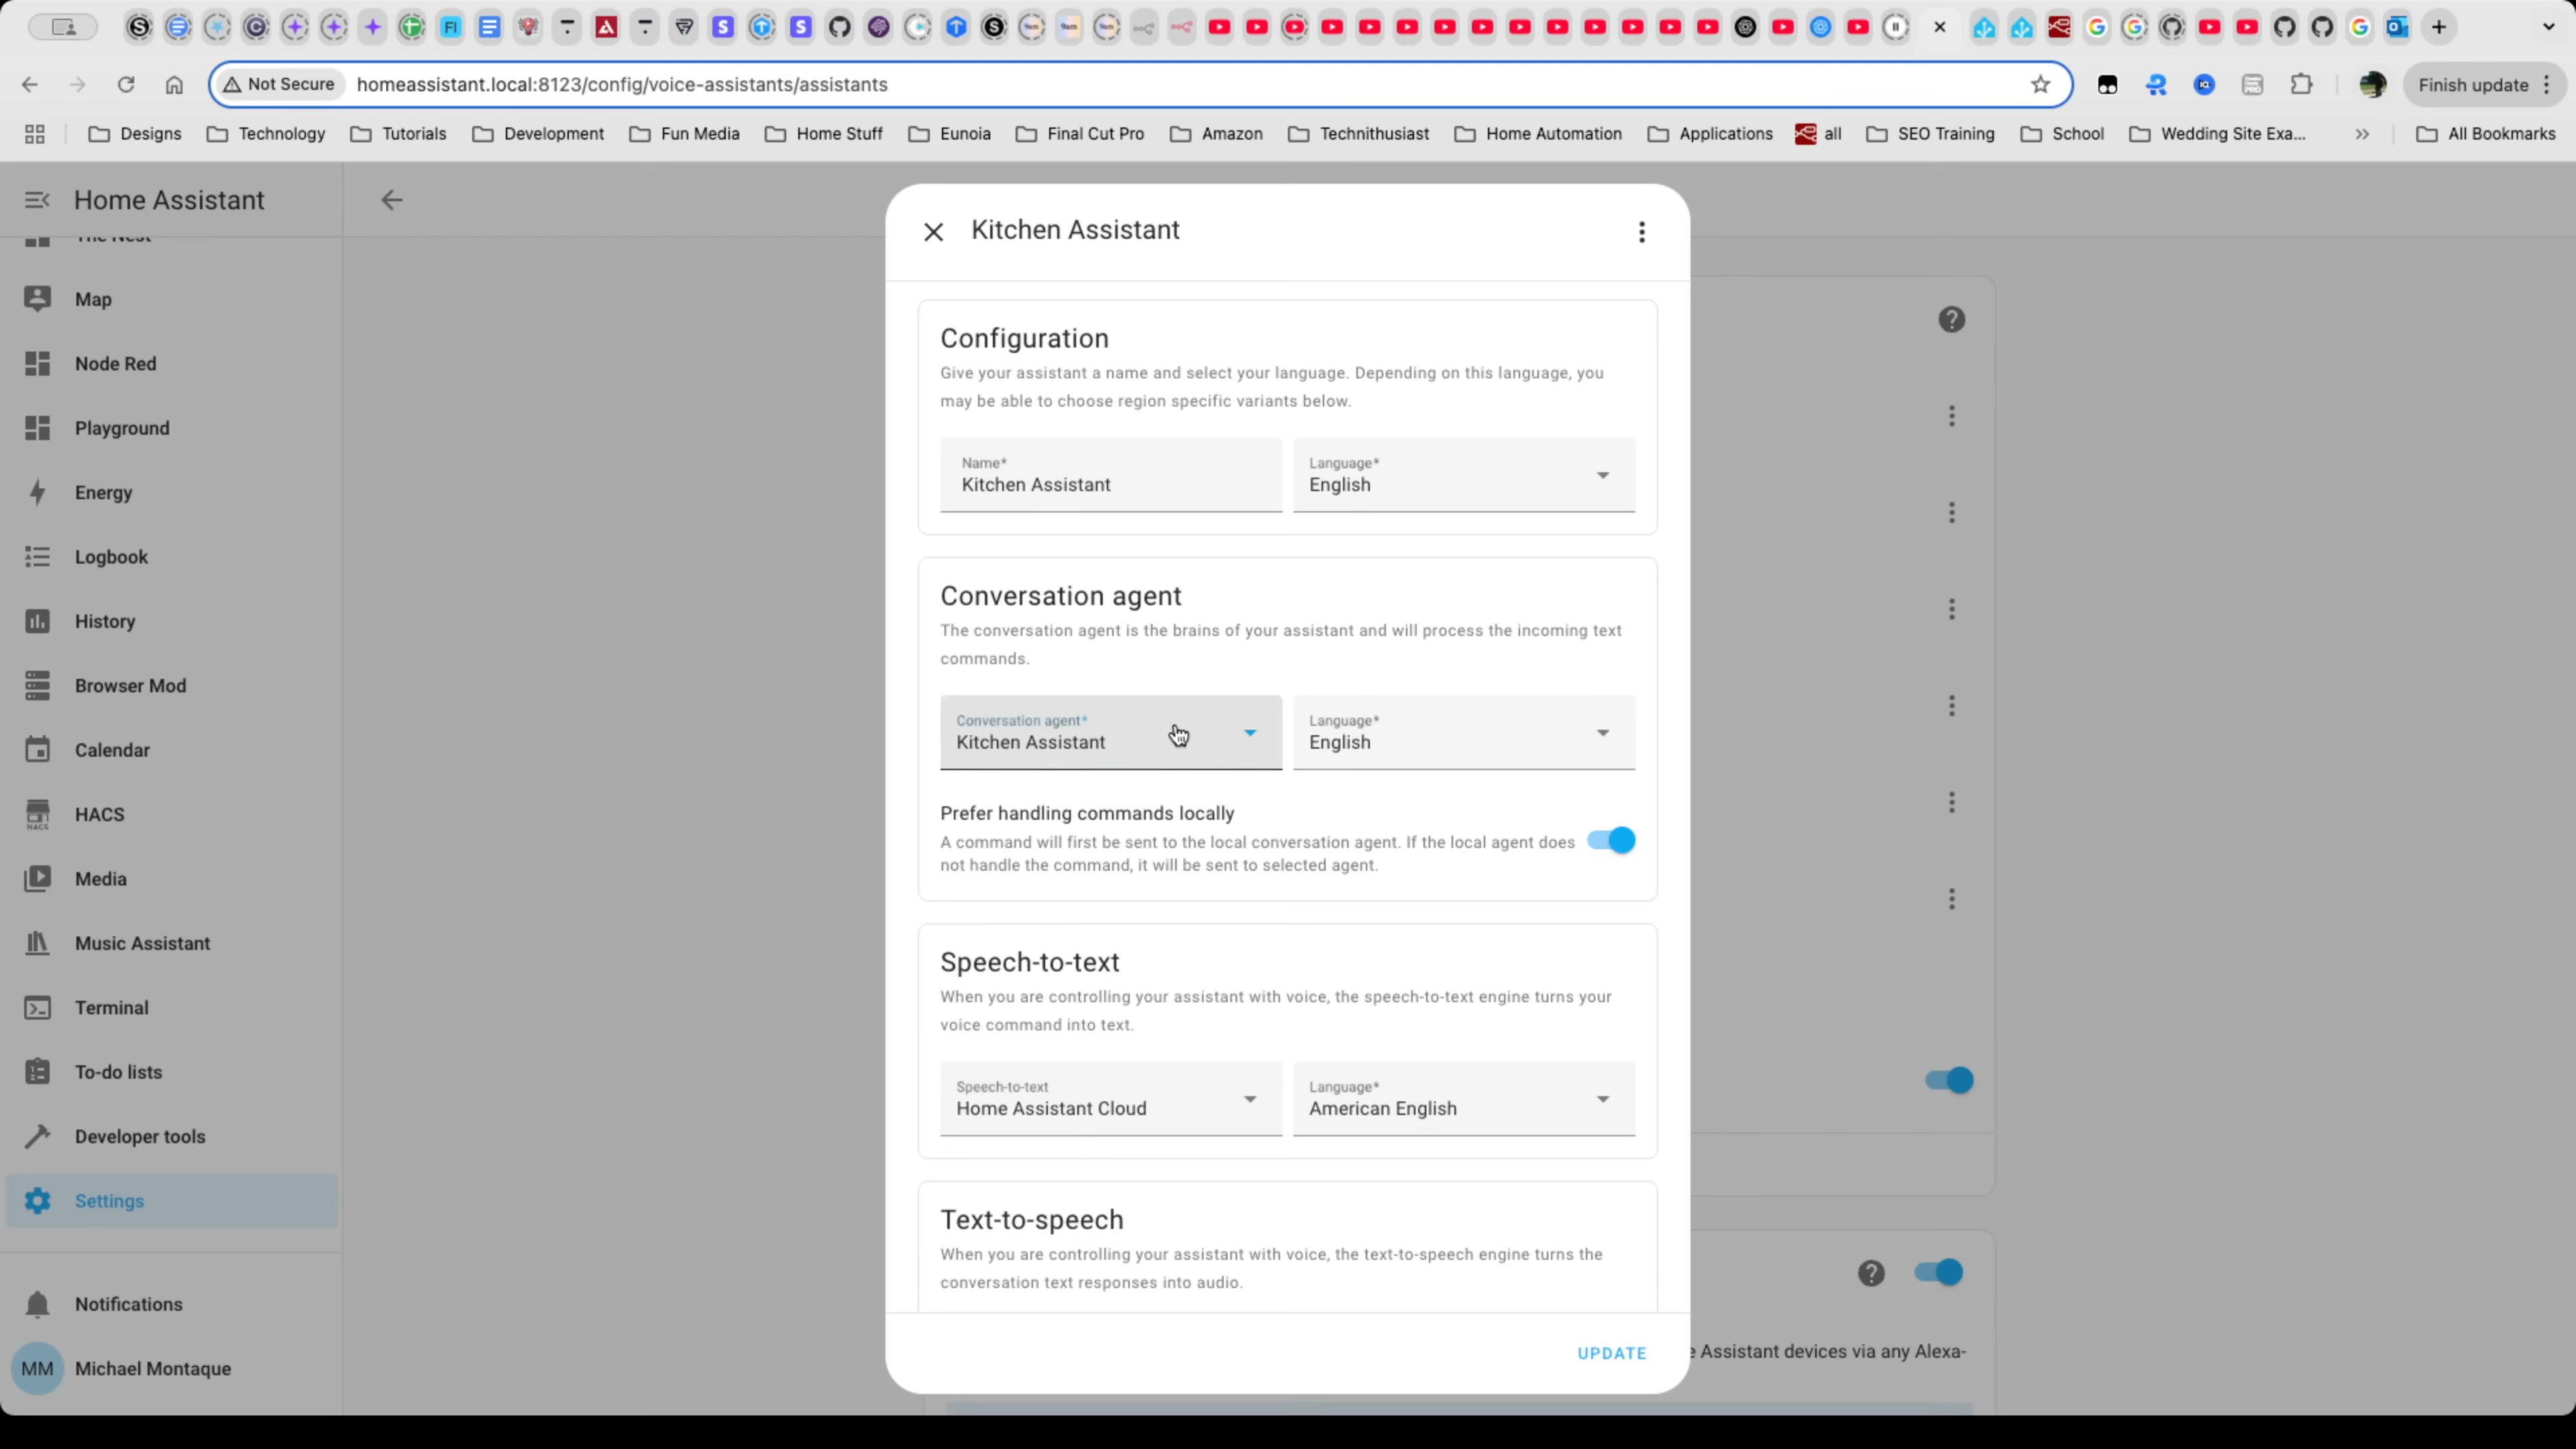 Not Secure
homeassistant.local:8123/config/voice-assistants/assistants
Finish update
Designs
Technology
Tutorials
Development
Fun Media
Home Stuff
Eunoia
Final Cut Pro
Amazon
Technithusiast
Home Automation
Applications
all
SEO Training
School
Wedding Site Exa...
All Bookmarks
Home Assistant
The Nest
Map
Node Red
Playground
Energy
Logbook
History
Browser Mod
Calendar
HACS
Media
Music Assistant
Terminal
To-do lists
Developer tools
Settings
Notifications
MM
Michael Montaque
Kitchen Assistant
Configuration
Give your assistant a name and select your language. Depending on this language, you
may be able to choose region specific variants below.
Name*
Kitchen Assistant
Language*
English
Conversation agent
The conversation agent is the brains of your assistant and will process the incoming text
commands.
Conversation agent*
Kitchen Assistant
Language*
English
Prefer handling commands locally
A command will first be sent to the local conversation agent. If the local agent does
not handle the command, it will be sent to selected agent.
Speech-to-text
When you are controlling your assistant with voice, the speech-to-text engine turns your
voice command into text.
Speech-to-text
Home Assistant Cloud
Language*
American English
Text-to-speech
When you are controlling your assistant with voice, the text-to-speech engine turns the
conversation text responses into audio.
UPDATE
e Assistant devices via any Alexa-